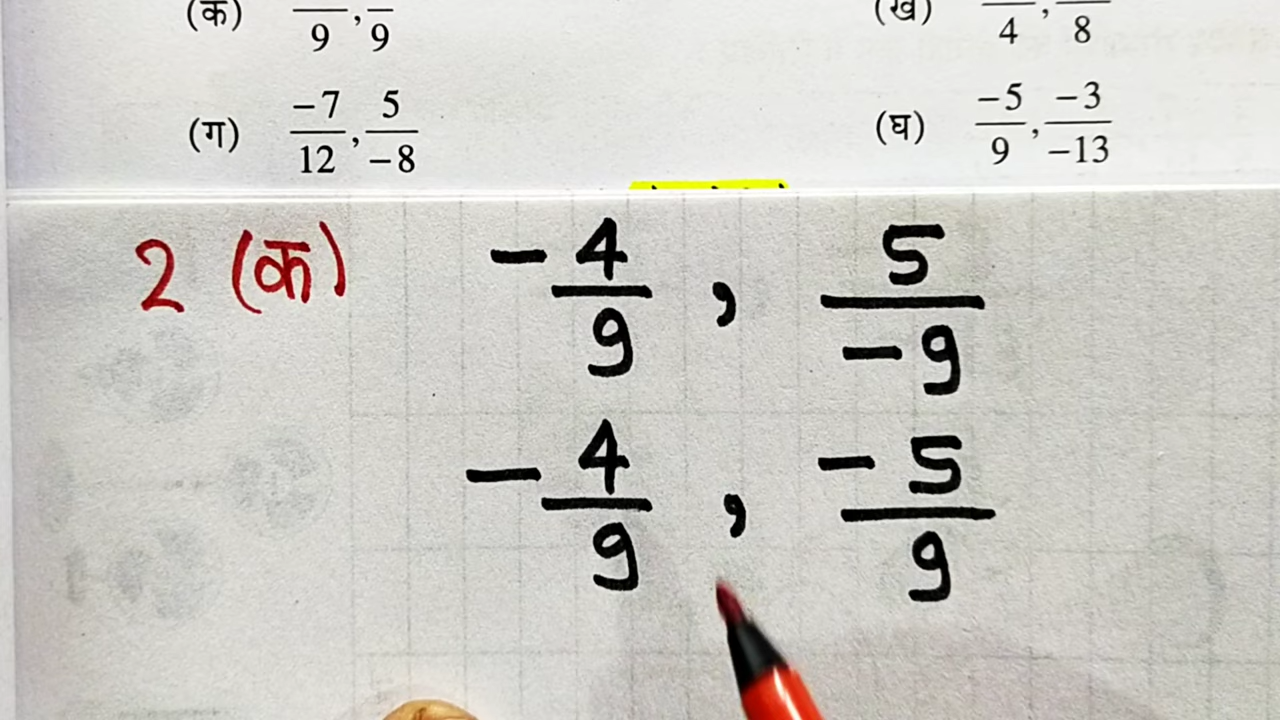 (क) 9 , 9 (ख) 4 , 8
(ग) -7/12 , 5/-8 (घ) -5/9 , -3/-13
2 (क) -4/9 , 5/-9
-4/9 , -5/9